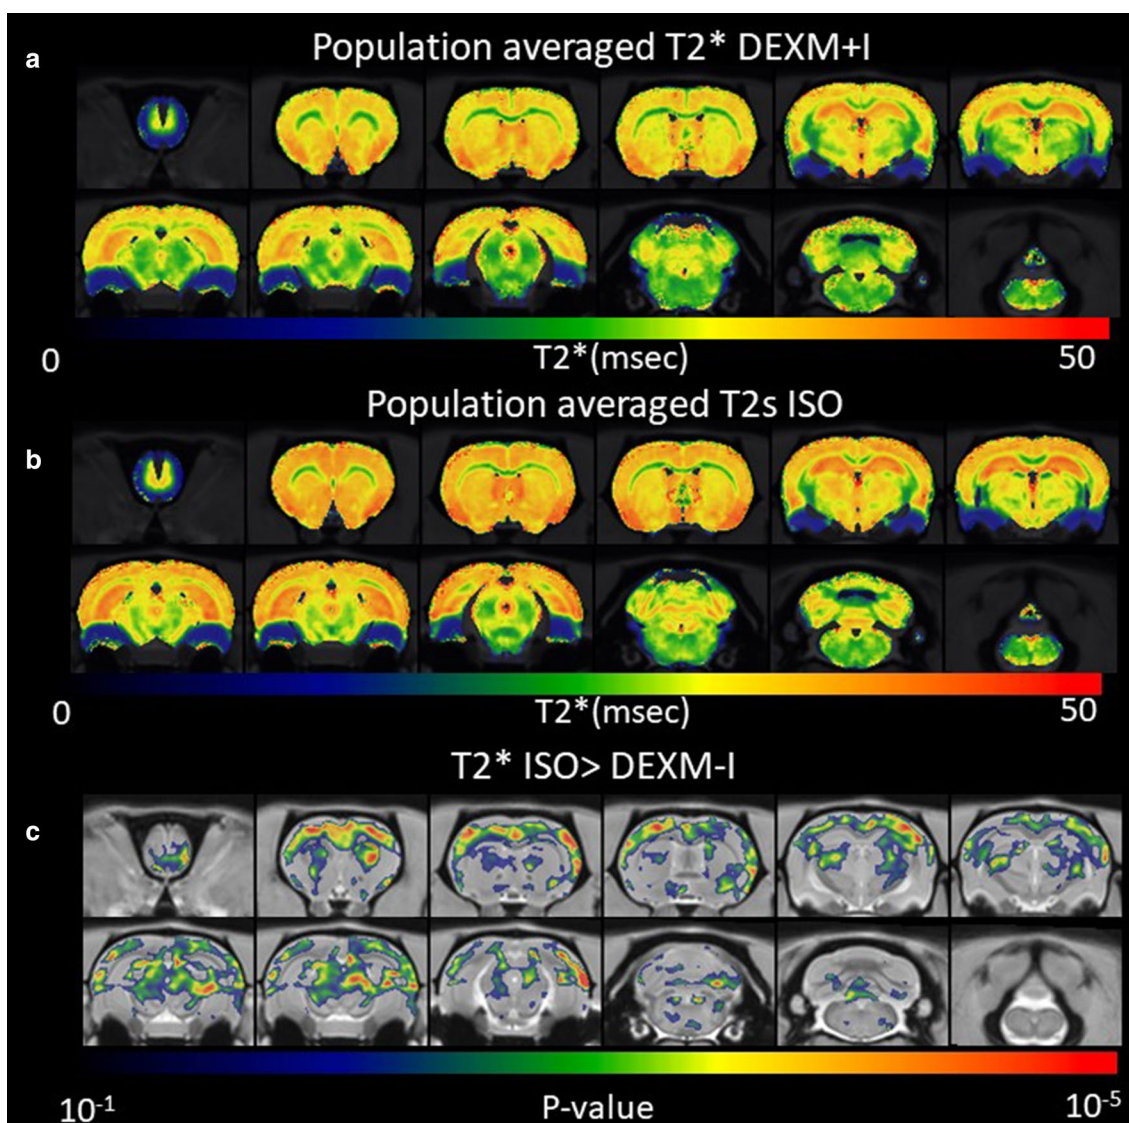 a
Population averaged T2* DEXM+I
0
T2*(msec)
50
Population averaged T2s ISO
b
0
T2*(msec)
50
T2* ISO> DEXM-I
c
10-1
P-value
10-5